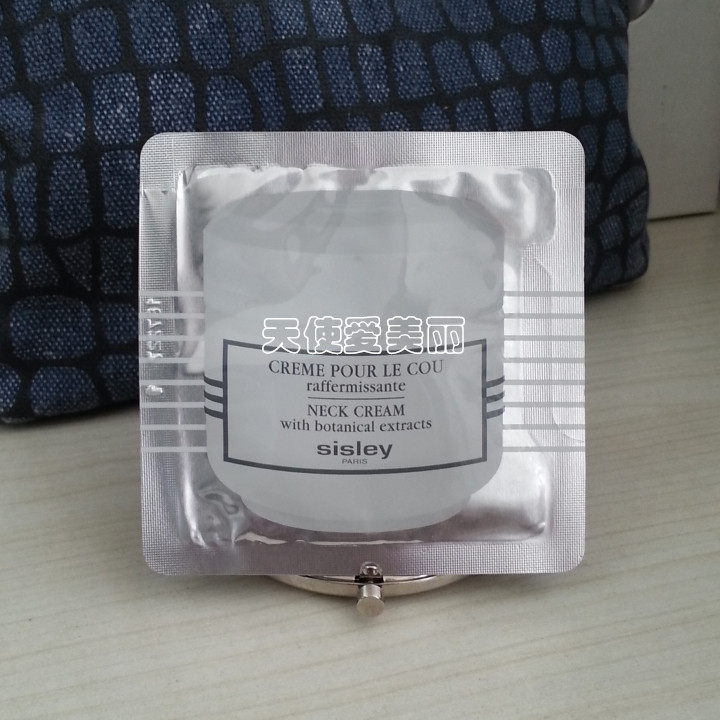 天使爱美丽
CREME POUR LE COU
raffermissante
NECK CREAM
with botanical extracts
sisley
PARIS